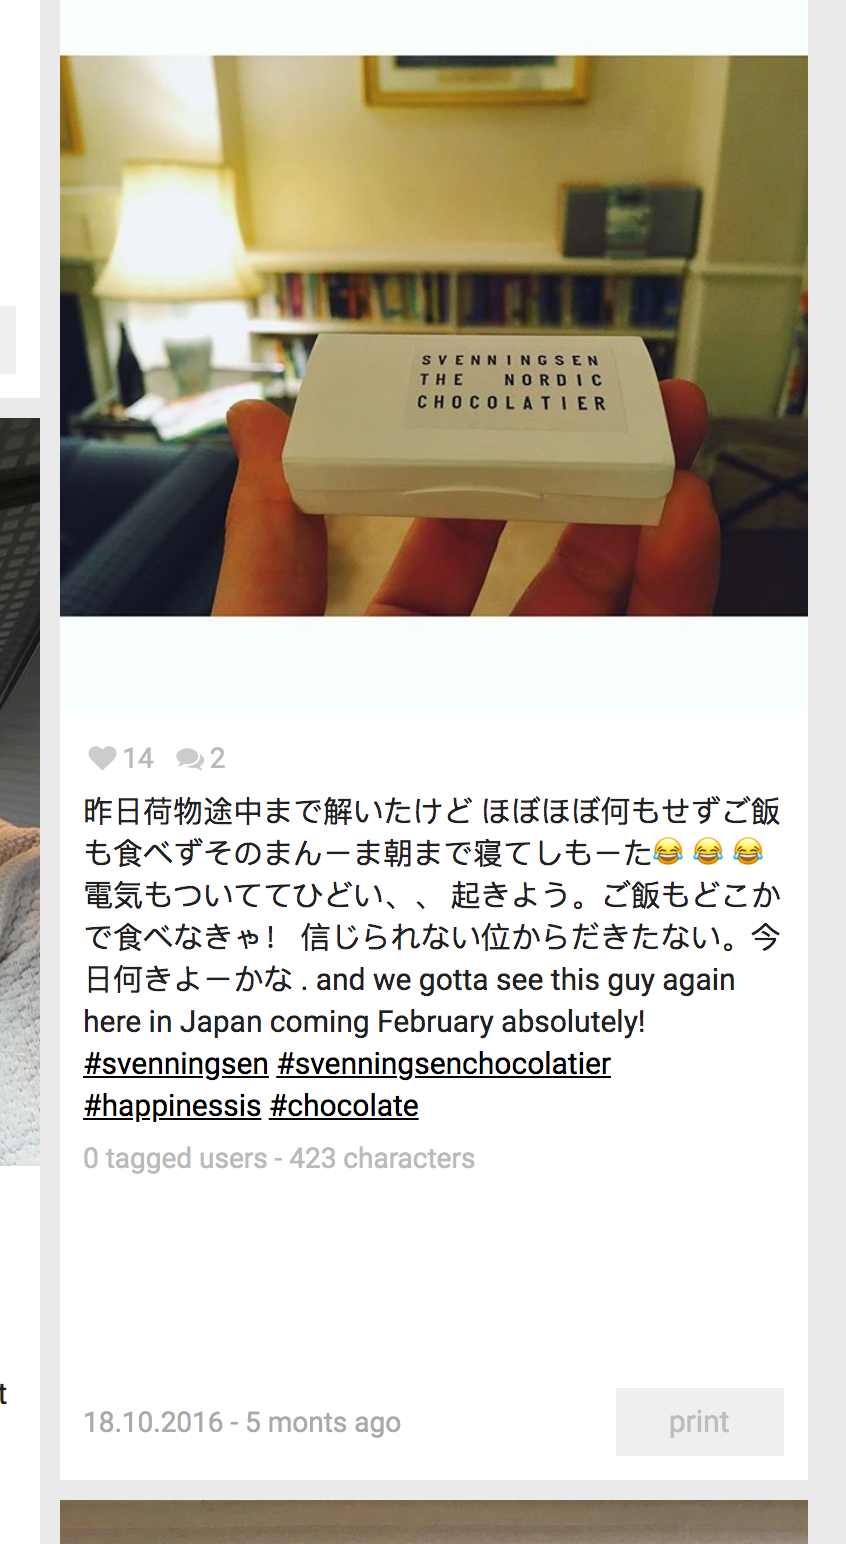 SVENNINGSEN
THE NORDIC
CHOCOLATIER
14 2
昨日荷物途中まで解いたけど ほぼほぼ何もせずご飯
も食べずそのまんーま朝まで寝てしもーた😂 😂 😂
電気もついててひどい、、 起きよう。ご飯もどこか
で食べなきゃ！ 信じられない位からだきたない。今
日何きよーかな . and we gotta see this guy again
here in Japan coming February absolutely!
#svenningsen #svenningsenchocolatier
#happinessis #chocolate
0 tagged users - 423 characters
t
18.10.2016 - 5 monts ago
print